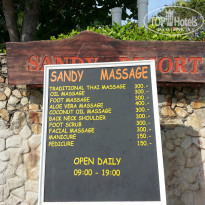 TOP Hotels
SANDY RESORT
SANDY MASSAGE
TRADITIONAL THAI MASSAGE 300.-
OIL MASSAGE 300.-
FOOT MASSAGE 300.-
ALOE VERA MASSAGE 400.-
COCONUT OIL MASSAGE 300.-
BACK NECK SHOULDER 300.-
FOOT SCRUB 300.-
FACIAL MASSAGE 300.-
MANICURE 150.-
PEDICURE 150.-
OPEN DAILY
09:00 - 19:00